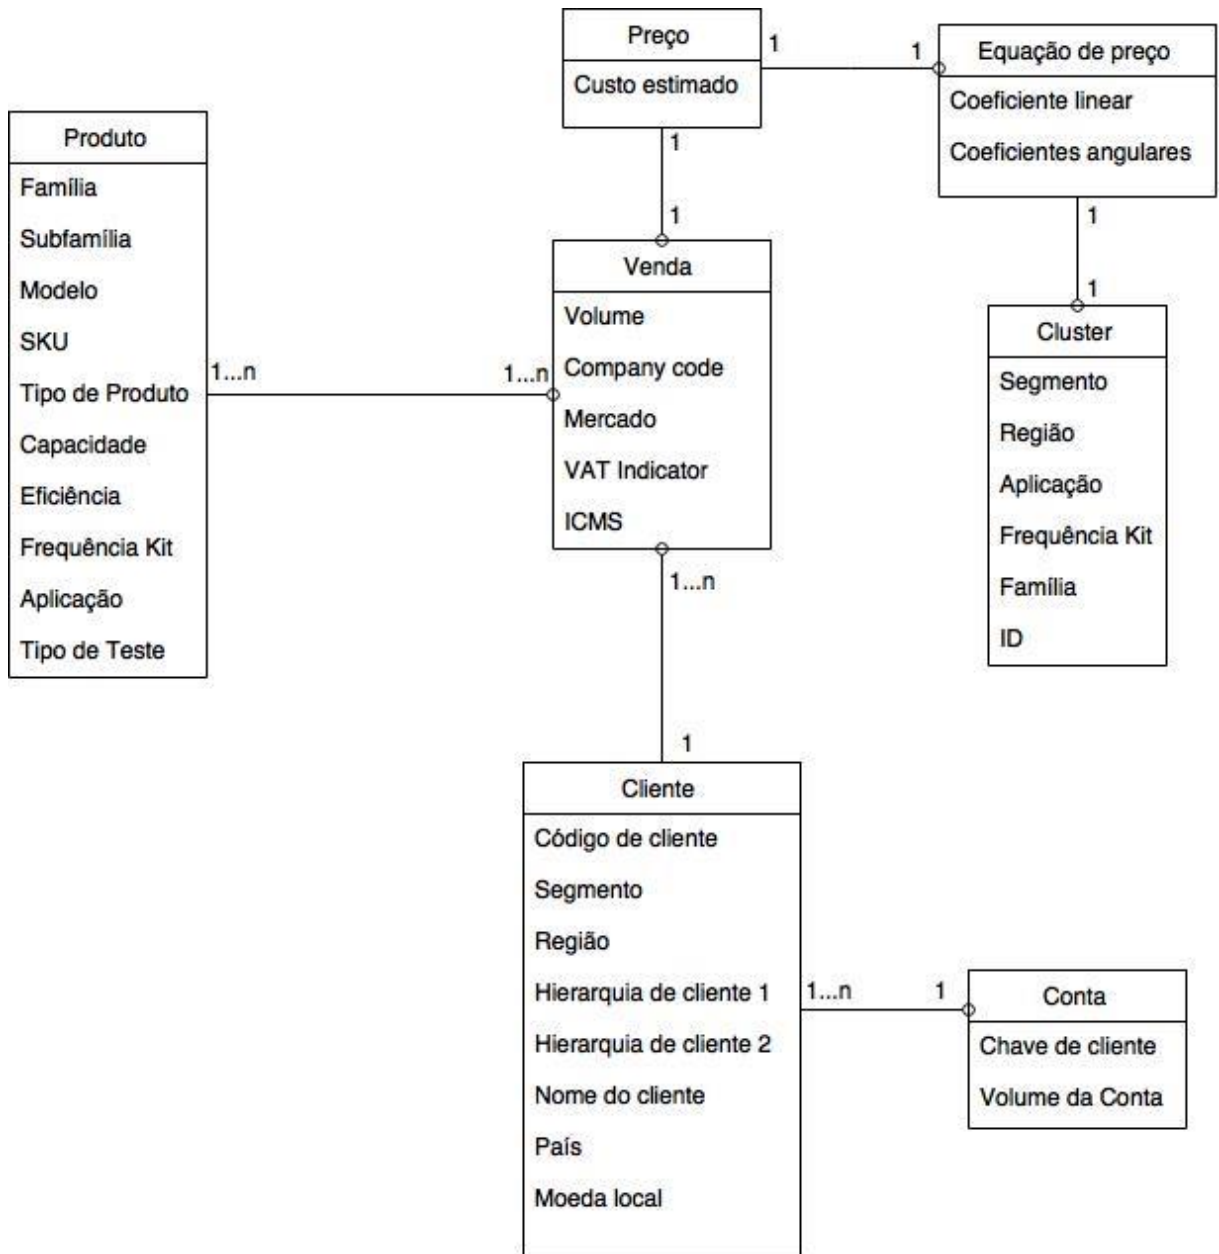 Preço
Custo estimado
1
1
Equação de preço
Coeficiente linear
Coeficientes angulares
Produto
Família
Subfamília
Modelo
SKU
Tipo de Produto
Capacidade
Eficiência
Frequência Kit
Aplicação
Tipo de Teste
1...n
1...n
1
1
Venda
Volume
Company code
Mercado
VAT Indicator
ICMS
1
1
Cluster
Segmento
Região
Aplicação
Frequência Kit
Família
ID
1...n
1
Cliente
Código de cliente
Segmento
Região
Hierarquia de cliente 1
Hierarquia de cliente 2
Nome do cliente
País
Moeda local
1...n
1
Conta
Chave de cliente
Volume da Conta